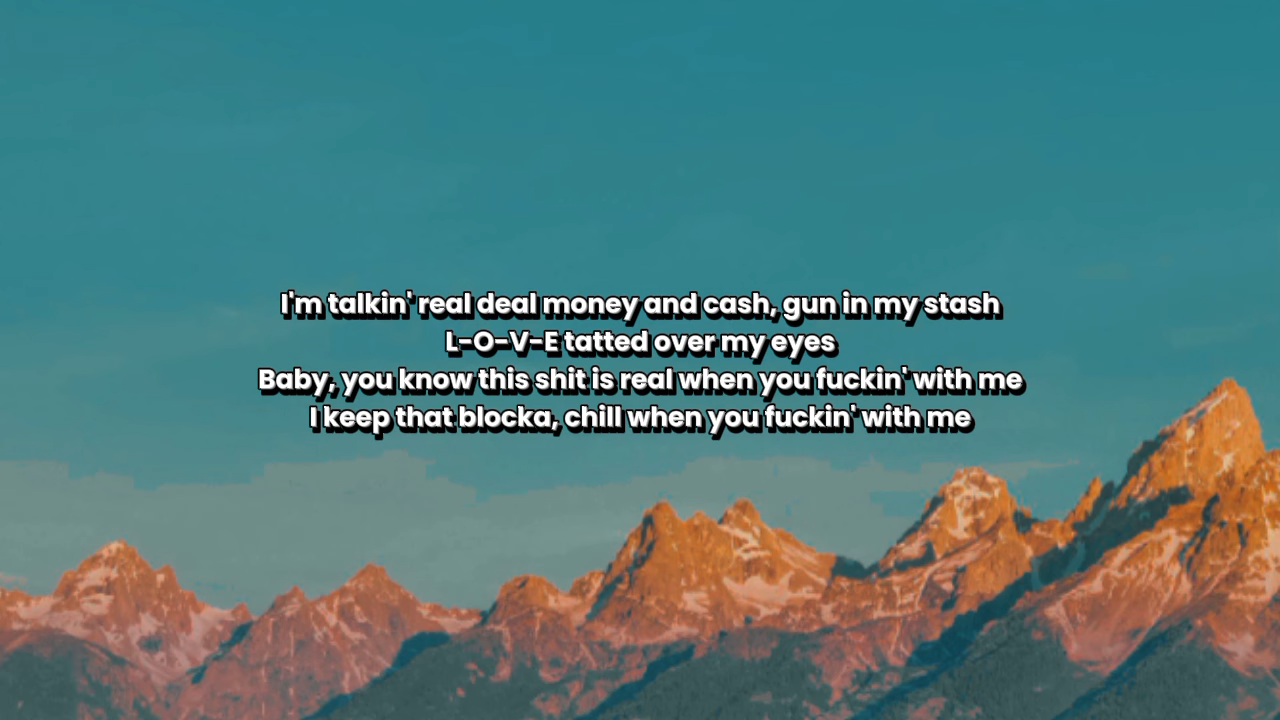 I'm talkin' real deal money and cash, gun in my stash
L-O-V-E tatted over my eyes
Baby, you know this shit is real when you fuckin' with me
I keep that blocka, chill when you fuckin' with me